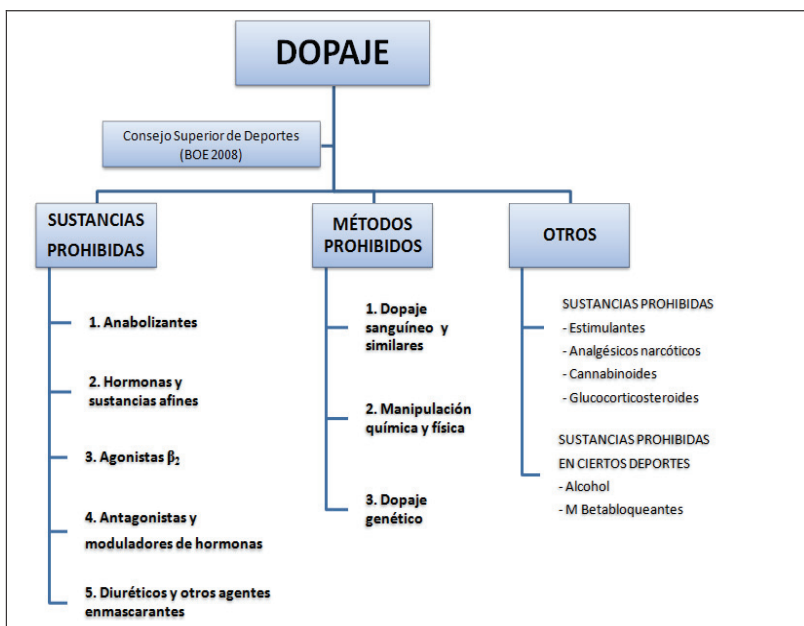 DOPAJE
Consejo Superior de Deportes
(BOE 2008)
SUSTANCIAS
PROHIBIDAS
1. Anabolizantes
2. Hormonas y
sustancias afines
3. Agonistas β₂
4. Antagonistas y
moduladores de hormonas
5. Diuréticos y otros agentes
enmascarantes
MÉTODOS
PROHIBIDOS
1. Dopaje
sanguíneo y
similares
2. Manipulación
química y física
3. Dopaje
genético
OTROS
SUSTANCIAS PROHIBIDAS
- Estimulantes
- Analgésicos narcóticos
- Cannabinoides
- Glucocorticosteroides
SUSTANCIAS PROHIBIDAS
EN CIERTOS DEPORTES
- Alcohol
- M Betabloqueantes